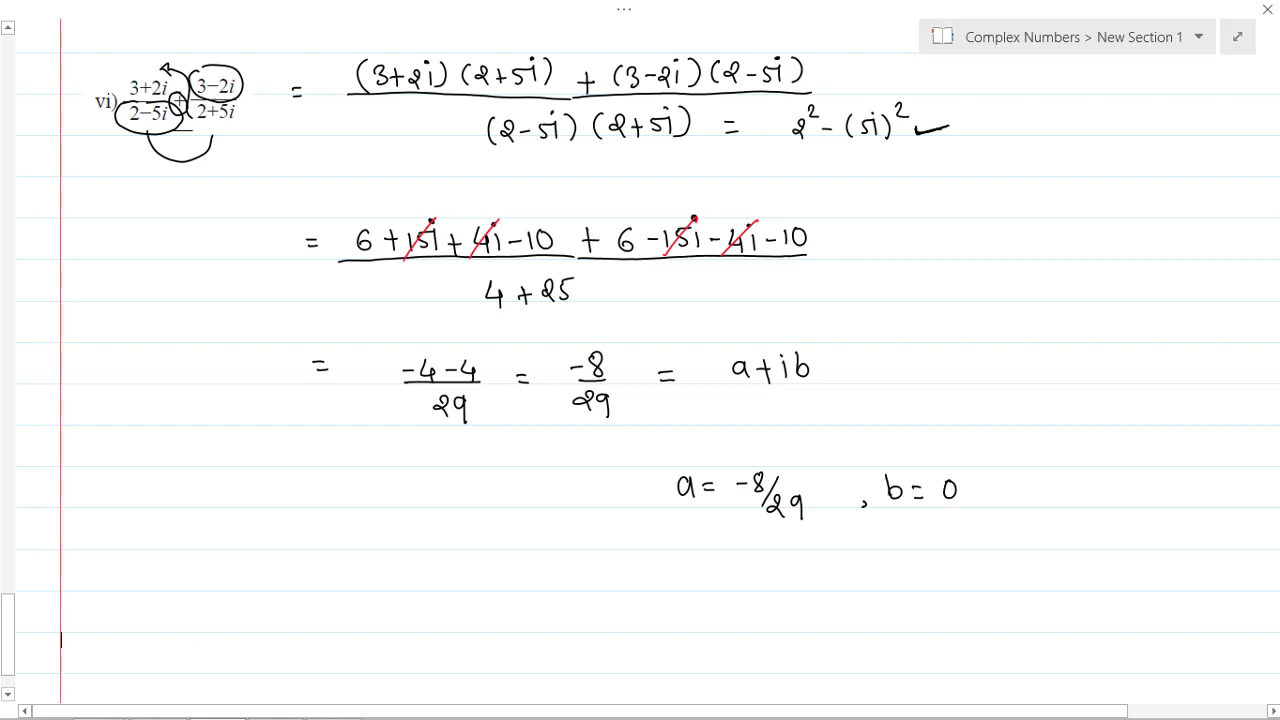 Complex Numbers > New Section 1
vi) 3+2i/2−5i + 3−2i/2+5i = (3+2i)(2+5i) + (3−2i)(2−5i)
(2−5i)(2+5i) = 2² − (5i)²
= 6 + 15i + 4i − 10 + 6 − 15i − 4i − 10
4 + 25
= −4−4/29 = −8/29 = a + ib
a = −8/29 , b = 0